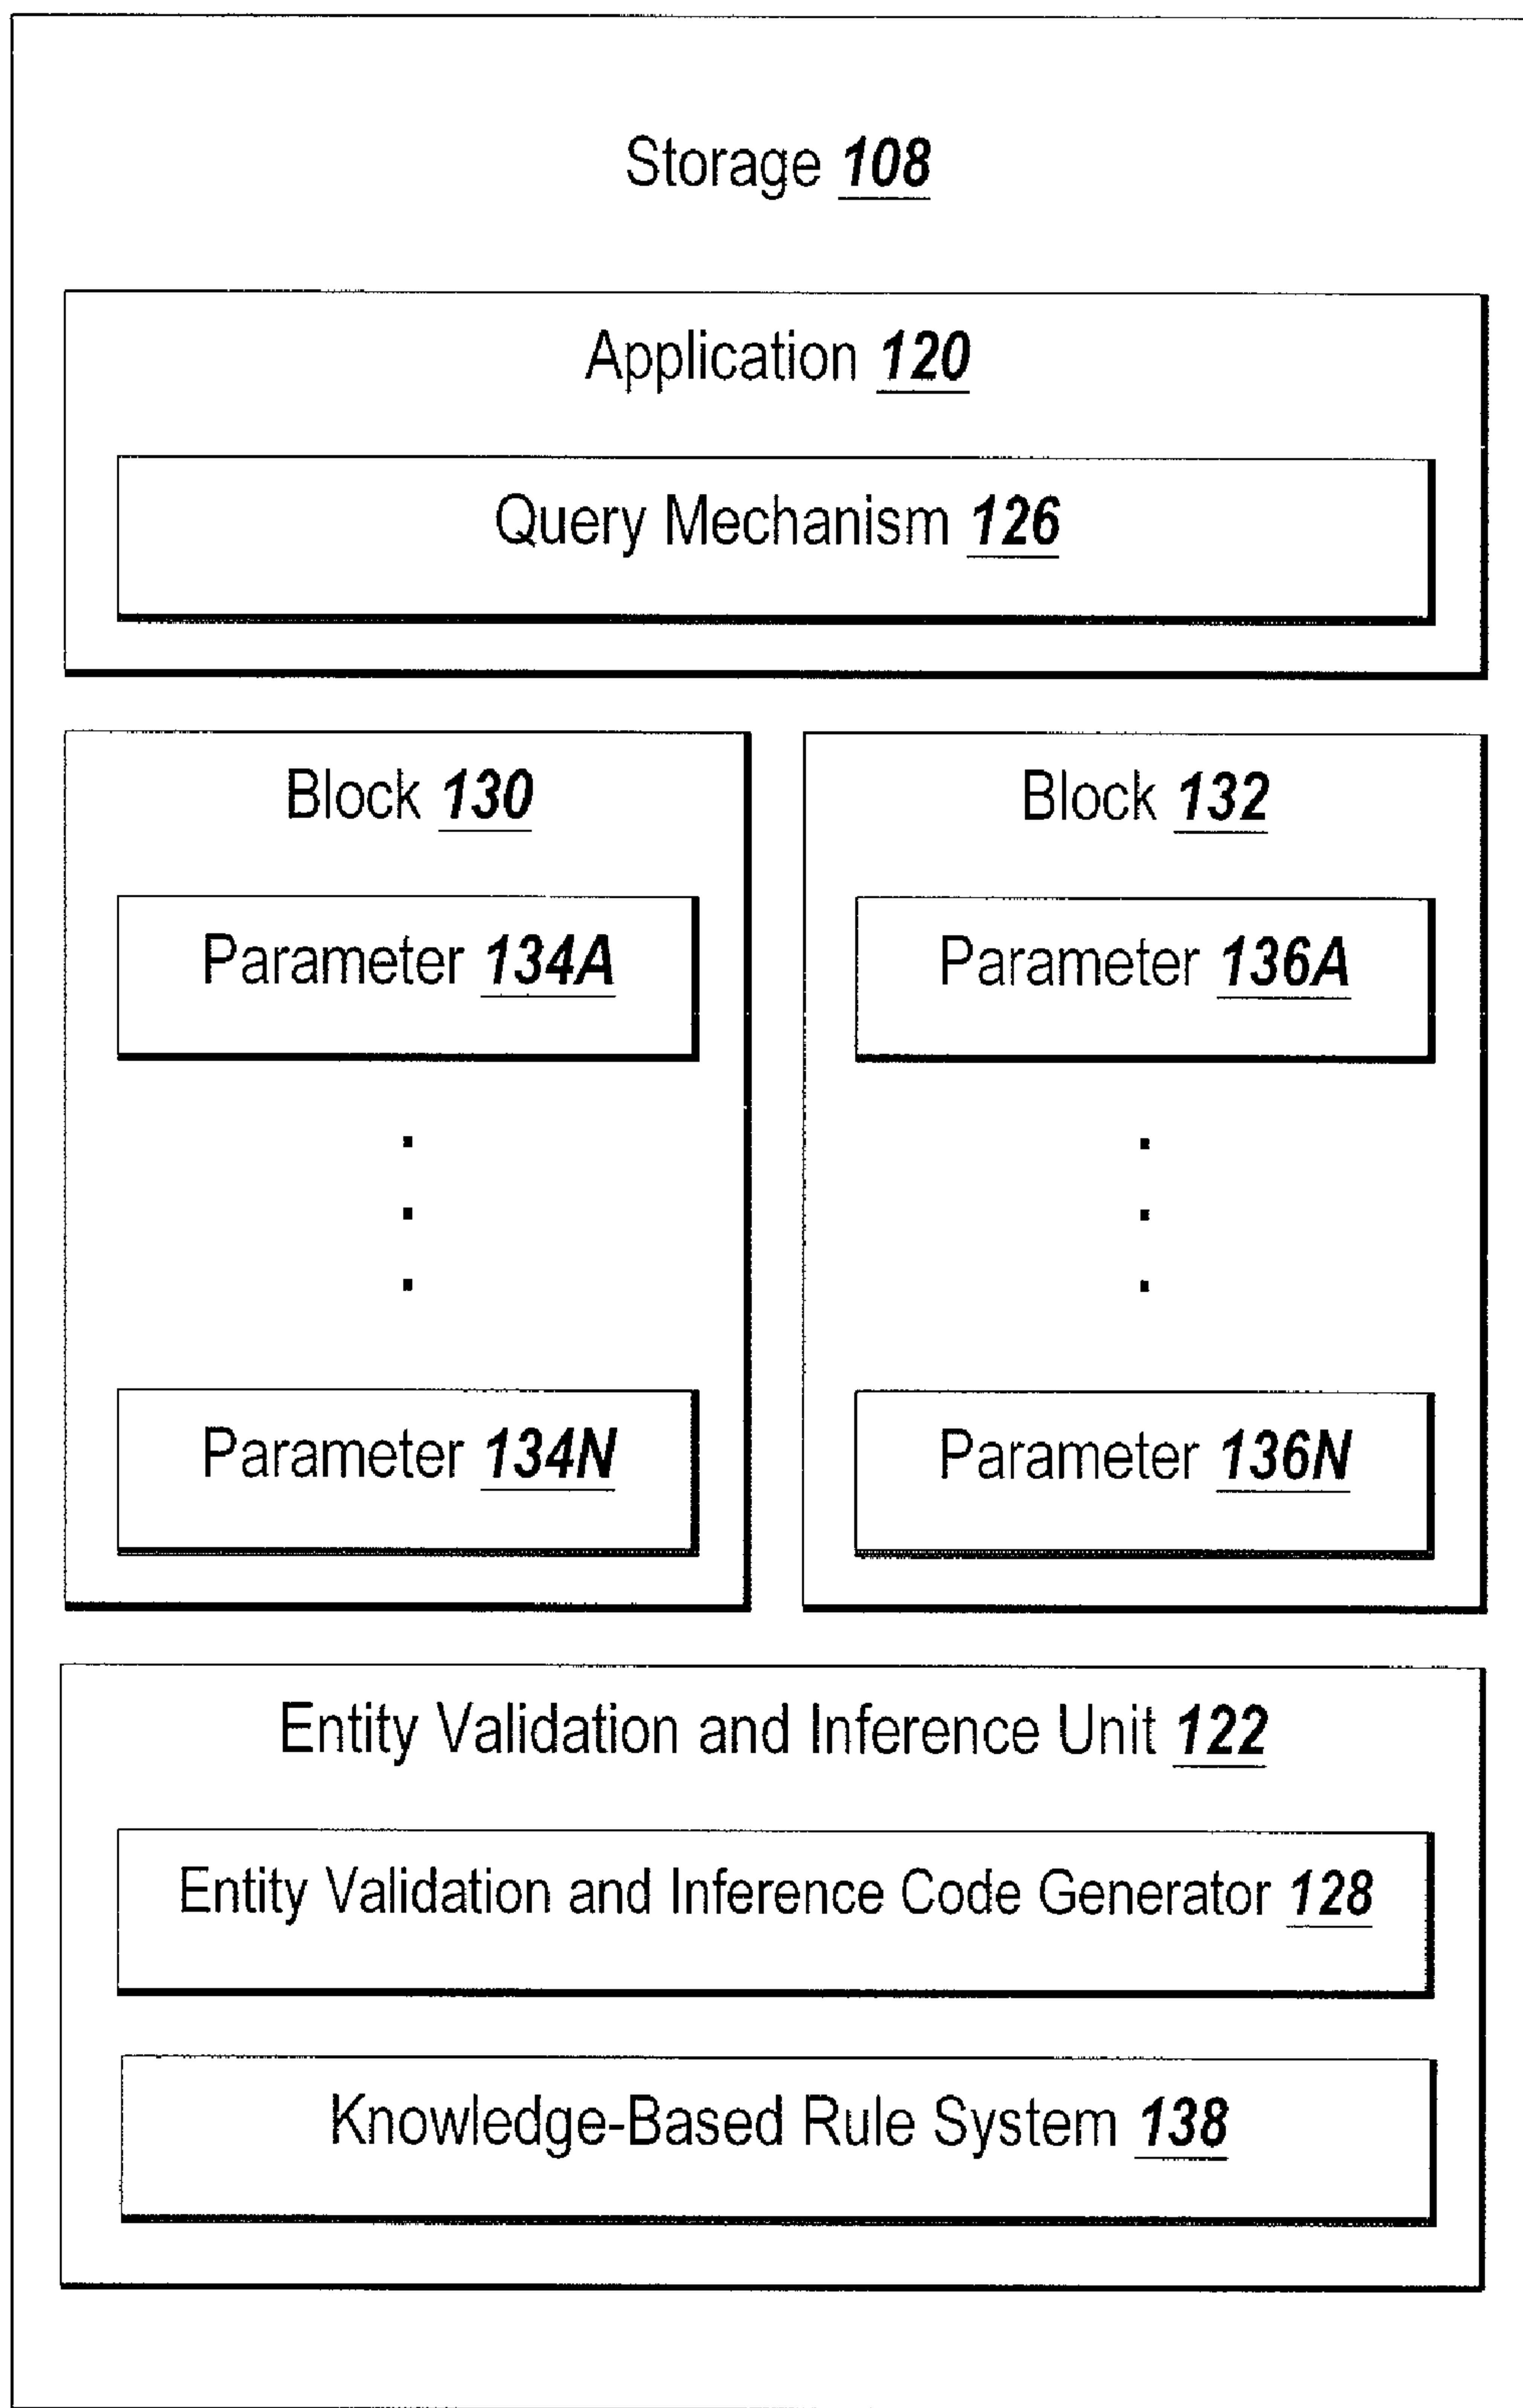 Storage 108
Application 120
Query Mechanism 126
Block 130
Parameter 134A
.
.
.
Parameter 134N
Block 132
Parameter 136A
.
.
.
Parameter 136N
Entity Validation and Inference Unit 122
Entity Validation and Inference Code Generator 128
Knowledge-Based Rule System 138